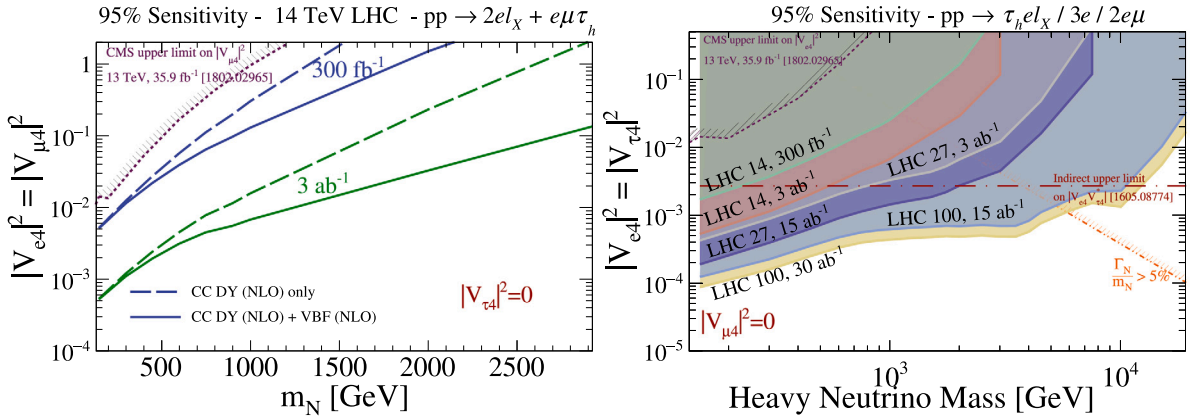 95% Sensitivity - 14 TeV LHC - pp → 2el_X + eμτ_h
CMS upper limit on |V_μ4|^2
13 TeV, 35.9 fb^-1 [1802.02965]
300 fb^-1
3 ab^-1
CC DY (NLO) only
CC DY (NLO) + VBF (NLO)
|V_τ4|^2=0
|V_e4|^2 = |V_μ4|^2
1
10^-1
10^-2
10^-3
10^-4
500 1000 1500 2000 2500
m_N [GeV]
95% Sensitivity - pp → τ_h el_X / 3e / 2eμ
CMS upper limit on |V_e4|^2
13 TeV, 35.9 fb^-1 [1802.02965]
LHC 14, 300 fb^-1
LHC 14, 3 ab^-1
LHC 27, 3 ab^-1
LHC 27, 15 ab^-1
LHC 100, 15 ab^-1
LHC 100, 30 ab^-1
Indirect upper limit
on |V_e4 V*_τ4| [1605.08774]
Γ_N
m_N > 5%
|V_μ4|^2=0
|V_e4|^2 = |V_τ4|^2
10^-1
10^-2
10^-3
10^-4
10^-5
10^3 10^4
Heavy Neutrino Mass [GeV]